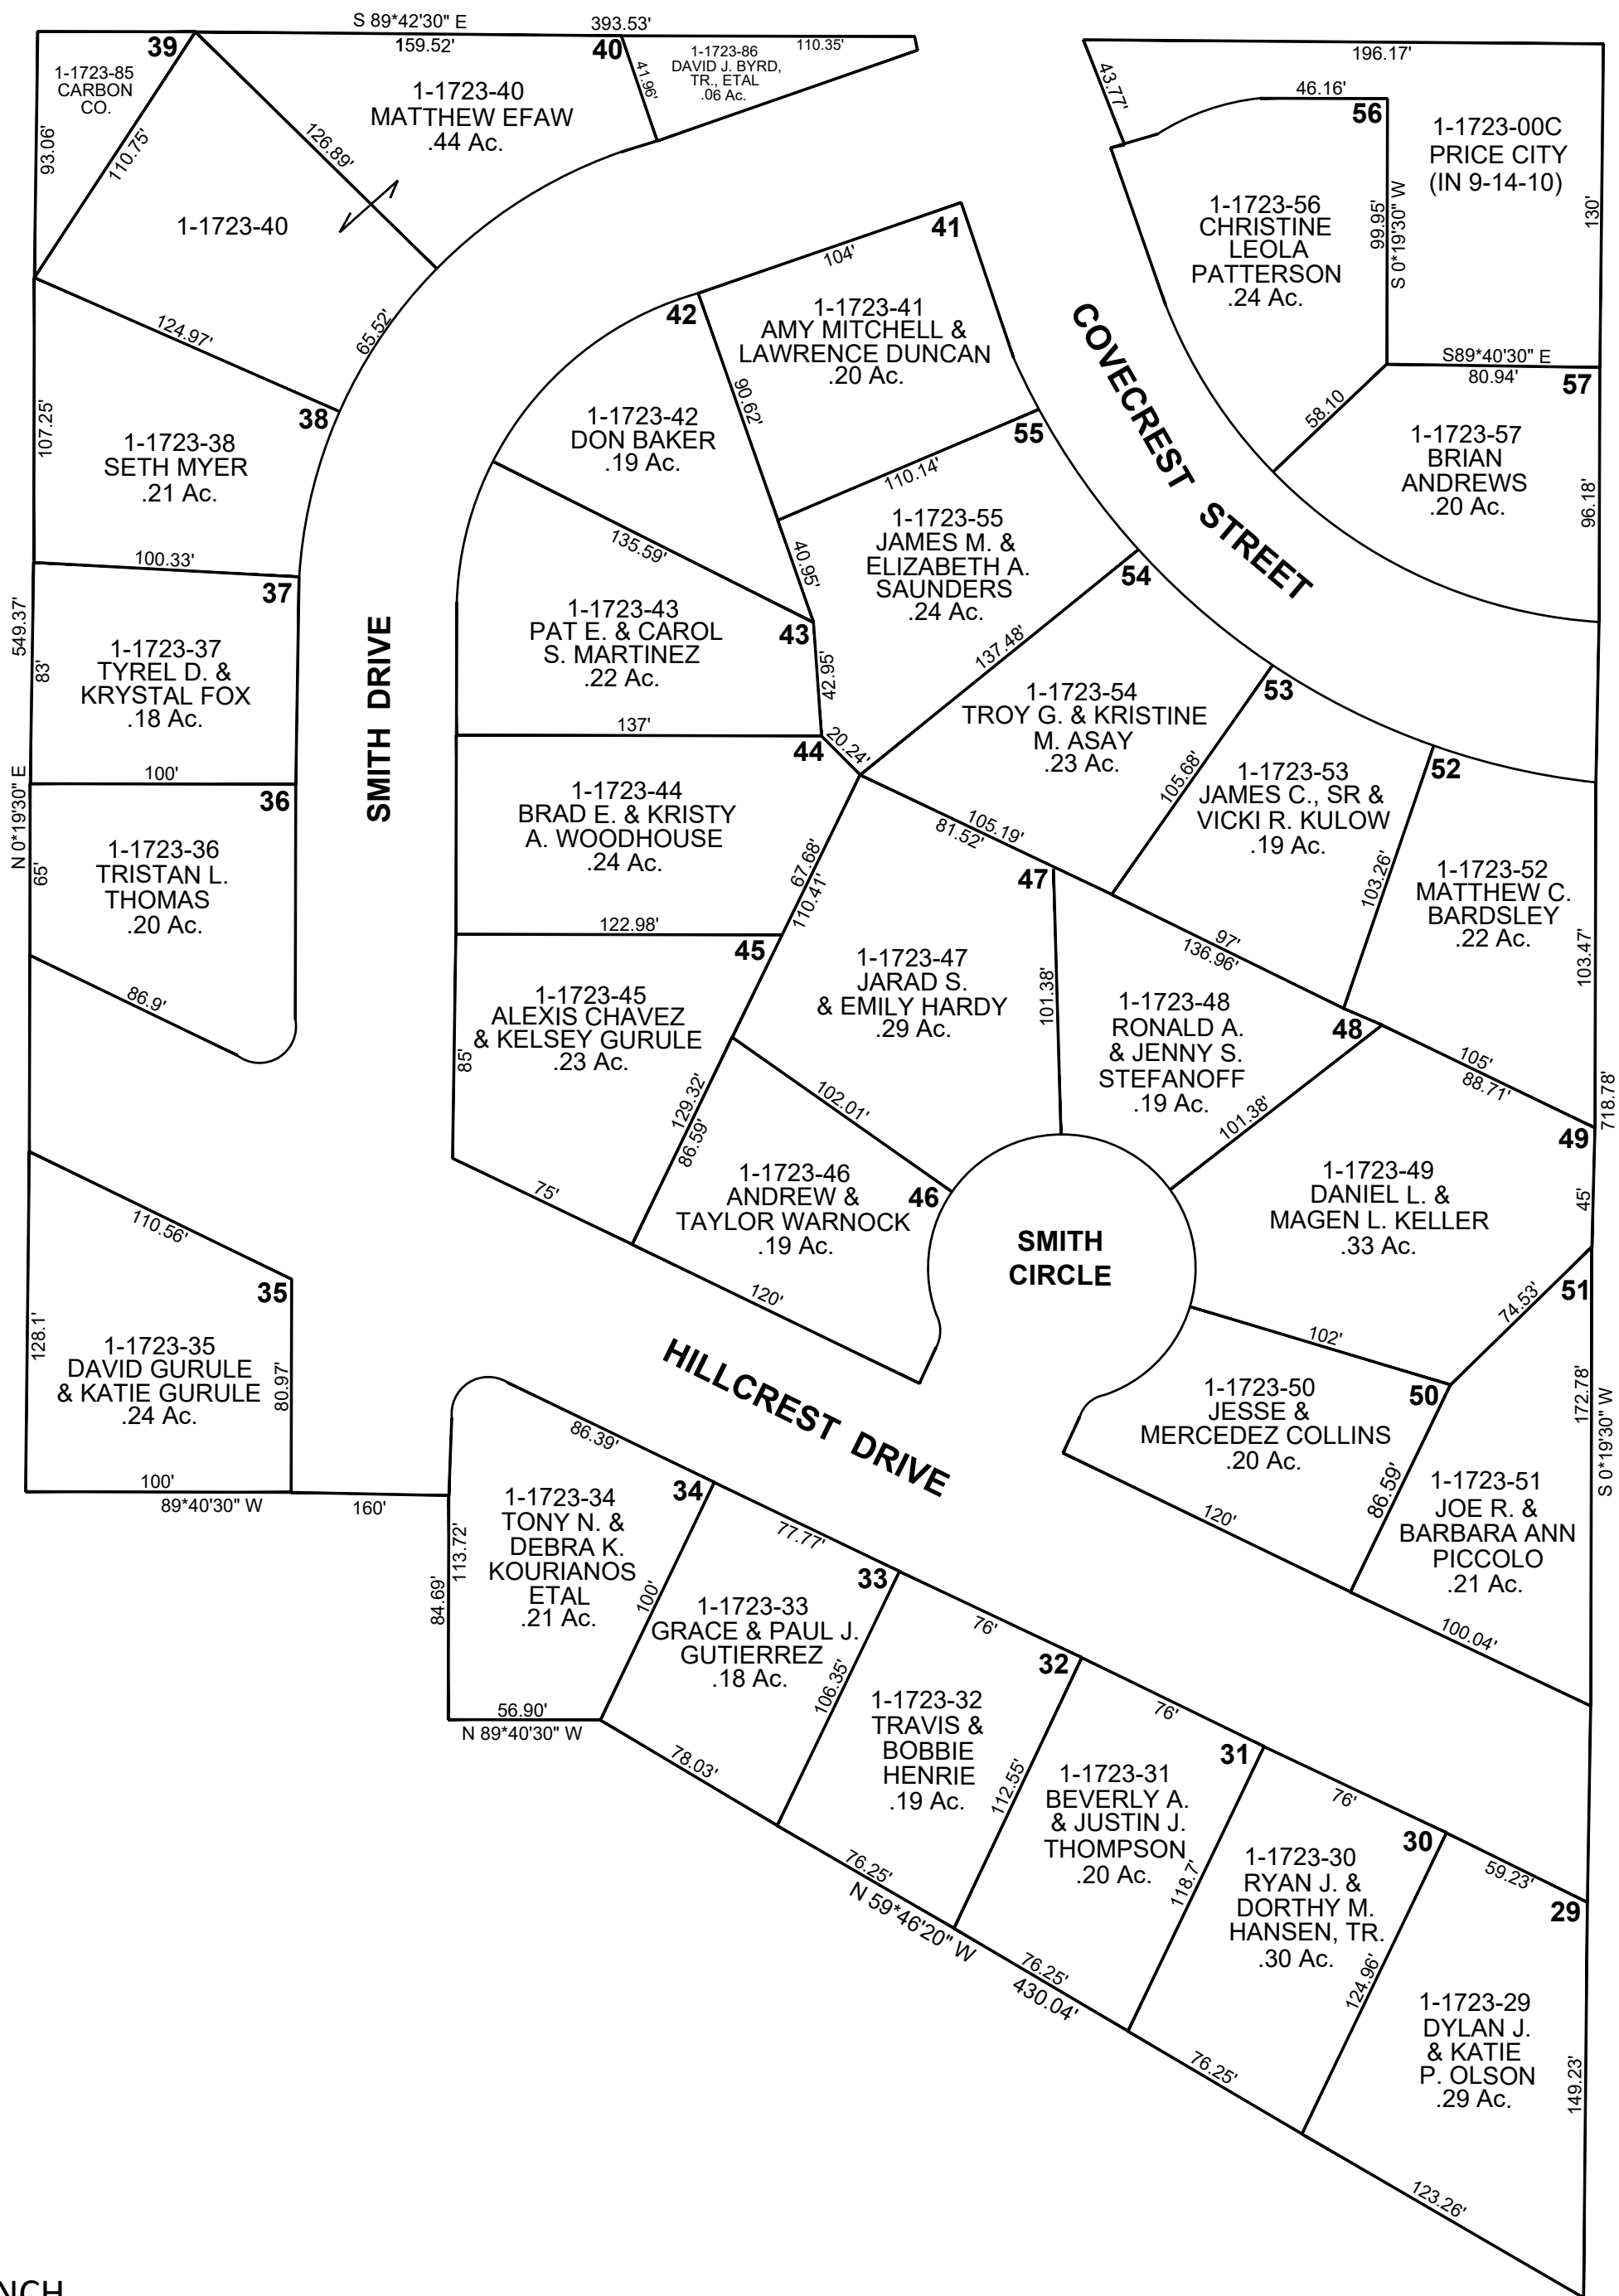 S 89°42'30" E
393.53'
39
159.52'
40
1-1723-86
DAVID J. BYRD,
TR., ETAL
.06 Ac.
110.35'
41.96'
1-1723-85
CARBON
CO.
93.06'
110.75'
126.89'
1-1723-40
MATTHEW EFAW
.44 Ac.
1-1723-40
196.17'
43.77'
46.16'
56
1-1723-00C
PRICE CITY
(IN 9-14-10)
130'
99.95'
S 0*19'30" W
1-1723-56
CHRISTINE
LEOLA
PATTERSON
.24 Ac.
S89*40'30" E
80.94'
57
58.10
1-1723-57
BRIAN
ANDREWS
.20 Ac.
96.18'
41
104'
42
1-1723-41
AMY MITCHELL &
LAWRENCE DUNCAN
.20 Ac.
90.62'
COVECREST STREET
65.52'
124.97'
38
107.25'
1-1723-38
SETH MYER
.21 Ac.
1-1723-42
DON BAKER
.19 Ac.
110.14'
55
1-1723-55
JAMES M. &
ELIZABETH A.
SAUNDERS
.24 Ac.
40.95'
135.59'
54
137.48'
100.33'
37
549.37'
83'
1-1723-37
TYREL D. &
KRYSTAL FOX
.18 Ac.
SMITH DRIVE
1-1723-43
PAT E. & CAROL
S. MARTINEZ
.22 Ac.
43
42.95'
137'
44
20.24'
1-1723-54
TROY G. & KRISTINE
M. ASAY
.23 Ac.
53
105.68'
1-1723-53
JAMES C., SR &
VICKI R. KULOW
.19 Ac.
52
103.26'
1-1723-52
MATTHEW C.
BARDSLEY
.22 Ac.
103.47'
100'
36
N 0*19'30" E
65'
1-1723-36
TRISTAN L.
THOMAS
.20 Ac.
86.9'
1-1723-44
BRAD E. & KRISTY
A. WOODHOUSE
.24 Ac.
67.68'
110.41'
105.19'
81.52'
47
122.98'
45
97'
136.96'
1-1723-47
JARAD S.
& EMILY HARDY
.29 Ac.
101.38'
1-1723-48
RONALD A.
& JENNY S.
STEFANOFF
.19 Ac.
48
101.38'
105'
88.71'
718.78'
49
1-1723-45
ALEXIS CHAVEZ
& KELSEY GURULE
.23 Ac.
85'
129.32'
86.59'
102.01'
75'
1-1723-46
ANDREW &
TAYLOR WARNOCK
.19 Ac.
46
SMITH
CIRCLE
1-1723-49
DANIEL L. &
MAGEN L. KELLER
.33 Ac.
45'
51
74.53'
110.56'
35
128.1'
1-1723-35
DAVID GURULE
& KATIE GURULE
.24 Ac.
80.97'
120'
102'
50
1-1723-50
JESSE &
MERCEDEZ COLLINS
.20 Ac.
172.78'
S 0*19'30" W
HILLCREST DRIVE
86.59'
1-1723-51
JOE R. &
BARBARA ANN
PICCOLO
.21 Ac.
120'
100.04'
100'
89*40'30" W
160'
86.39'
34
113.72'
84.69'
1-1723-34
TONY N. &
DEBRA K.
KOURIANOS
ETAL
.21 Ac.
100'
56.90'
N 89*40'30" W
77.77'
33
1-1723-33
GRACE & PAUL J.
GUTIERREZ
.18 Ac.
106.35'
78.03'
76'
32
1-1723-32
TRAVIS &
BOBBIE
HENRIE
.19 Ac.
112.55'
76.25'
N 59*46'20" W
76'
31
1-1723-31
BEVERLY A.
& JUSTIN J.
THOMPSON
.20 Ac.
118.7'
76.25'
430.04'
76'
30
1-1723-30
RYAN J. &
DORTHY M.
HANSEN, TR.
.30 Ac.
124.96'
76.25'
59.23'
29
1-1723-29
DYLAN J.
& KATIE
P. OLSON
.29 Ac.
149.23'
123.26'